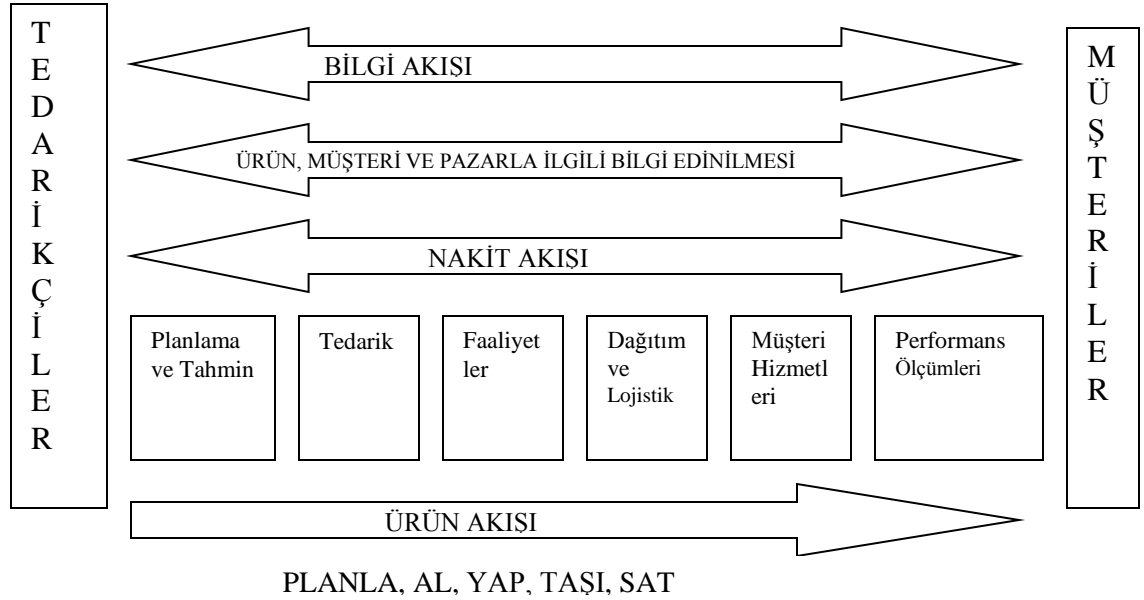 TEDARİKÇİLER
BİLGİ AKIŞI
ÜRÜN, MÜŞTERİ VE PAZARLA İLGİLİ BİLGİ EDİNİLMESİ
NAKİT AKIŞI
Planlama
ve Tahmin
Tedarik
Faaliyet
ler
Dağıtım
ve
Lojistik
Müşteri
Hizmetl
eri
Performans
Ölçümleri
ÜRÜN AKIŞI
PLANLA, AL, YAP, TAŞI, SAT
MÜŞTERİLER